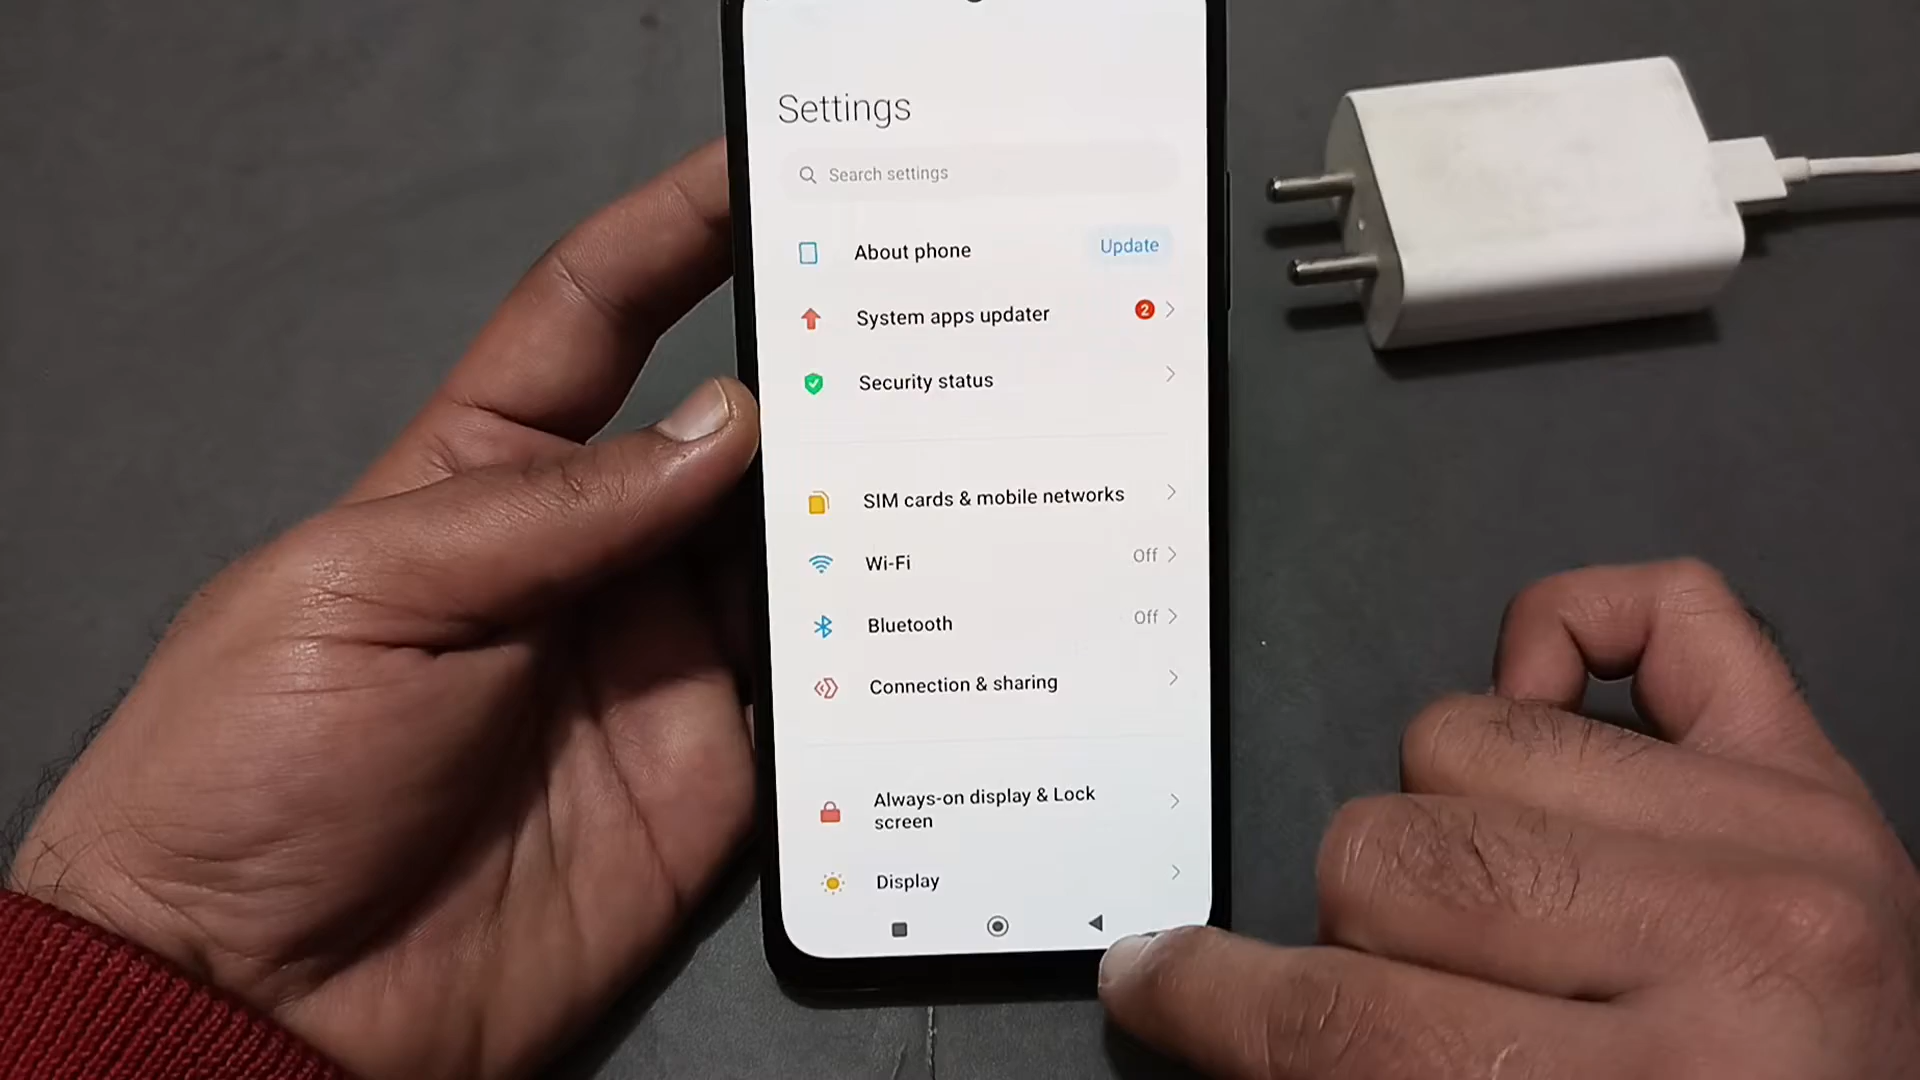 Settings
Search settings
About phone Update
System apps updater 2
Security status
SIM cards & mobile networks
Wi-Fi Off
Bluetooth Off
Connection & sharing
Always-on display & Lock
screen
Display